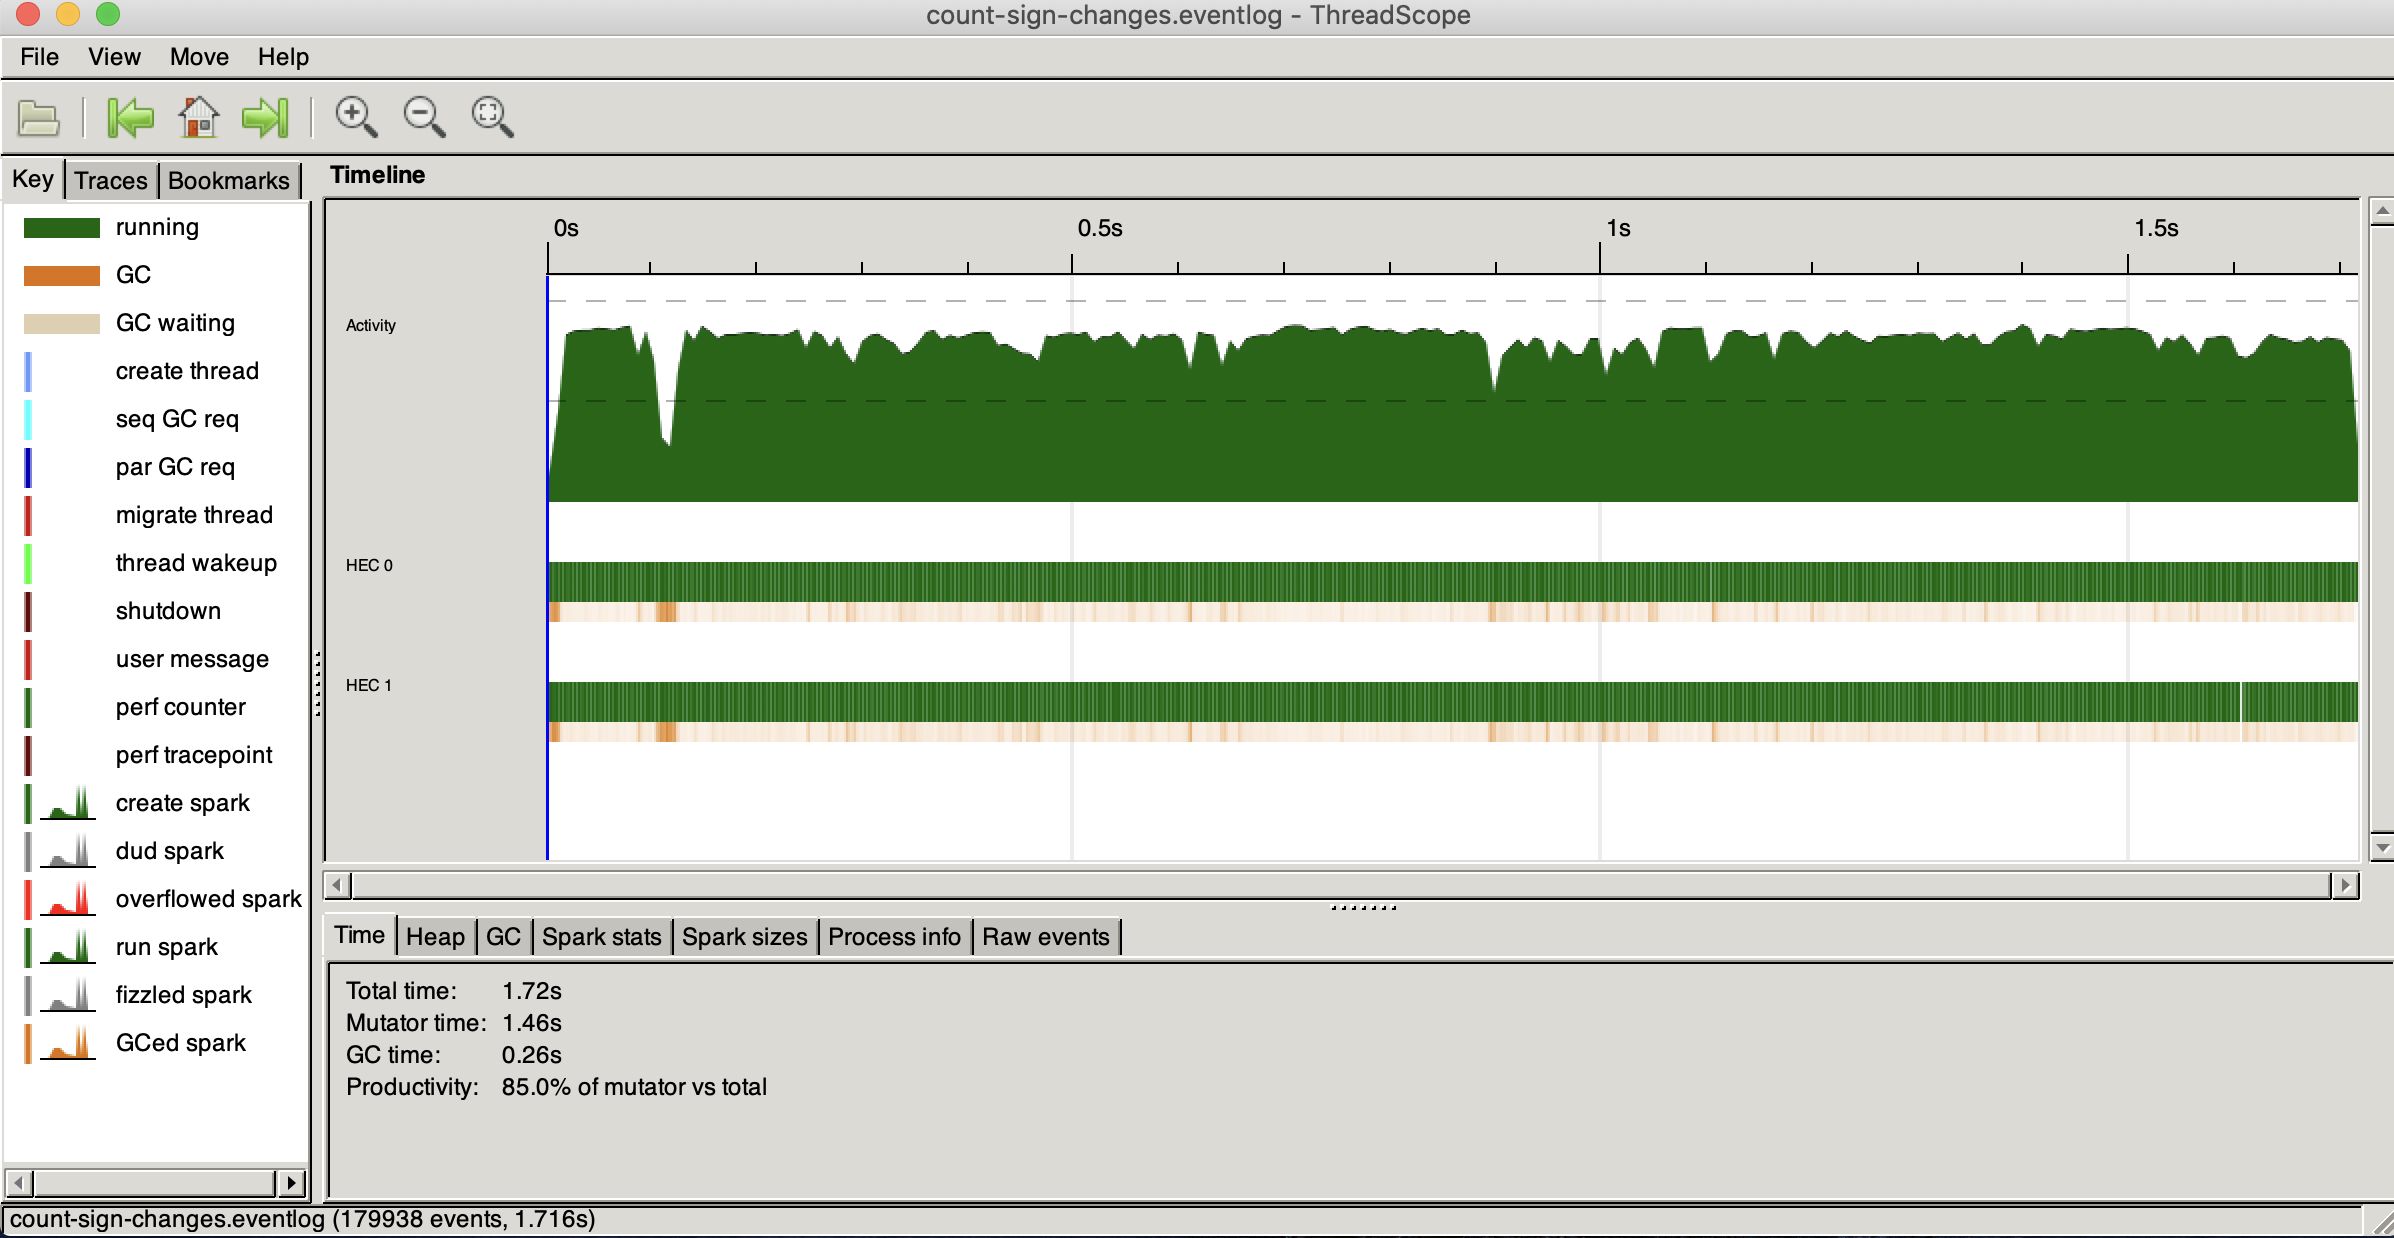 count-sign-changes.eventlog - ThreadScope
File View Move Help
Key Traces Bookmarks
running
GC
GC waiting
create thread
seq GC req
par GC req
migrate thread
thread wakeup
shutdown
user message
perf counter
perf tracepoint
create spark
dud spark
overflowed spark
run spark
fizzled spark
GCed spark
Timeline
0s 0.5s 1s 1.5s
Activity
HEC 0
HEC 1
Time Heap GC Spark stats Spark sizes Process info Raw events
Total time: 1.72s
Mutator time: 1.46s
GC time: 0.26s
Productivity: 85.0% of mutator vs total
count-sign-changes.eventlog (179938 events, 1.716s)